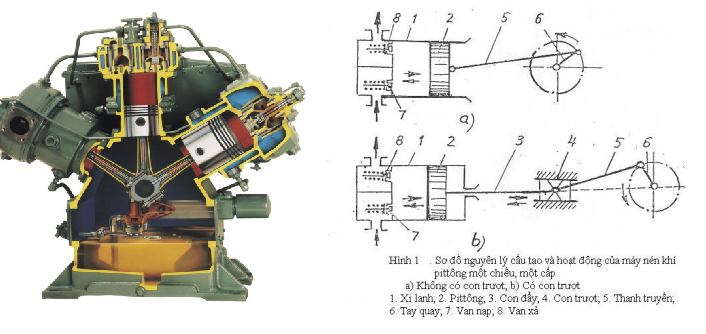 8 1 2 5 6
7
a)
8 1 2 3 4 5 6
7
b)
Hình 1 . Sơ đồ nguyên lý cấu tạo và hoạt động của máy nén khí
pittông một chiều, một cấp
a) Không có con trượt; b) Có con trượt
1. Xi lanh; 2. Pittông; 3. Con đẩy; 4. Con trượt; 5. Thanh truyền;
6. Tay quay; 7. Van nạp; 8. Van xả